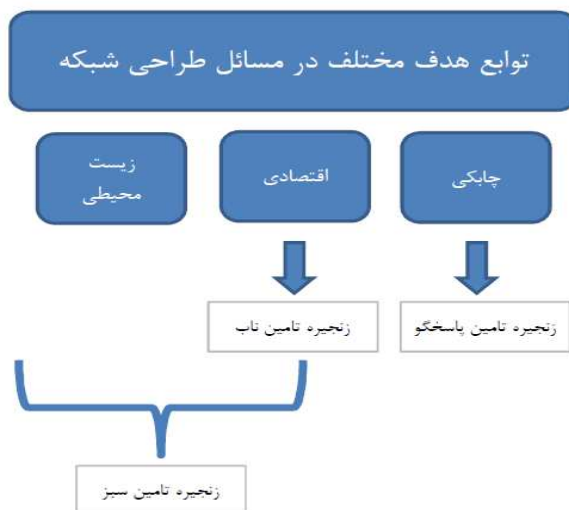 توابع هدف مختلف در مسائل طراحی شبکه
چابکی
اقتصادی
زیست
محیطی
زنجیره تامین پاسخگو
زنجیره تامین ناب
زنجیره تامین سبز